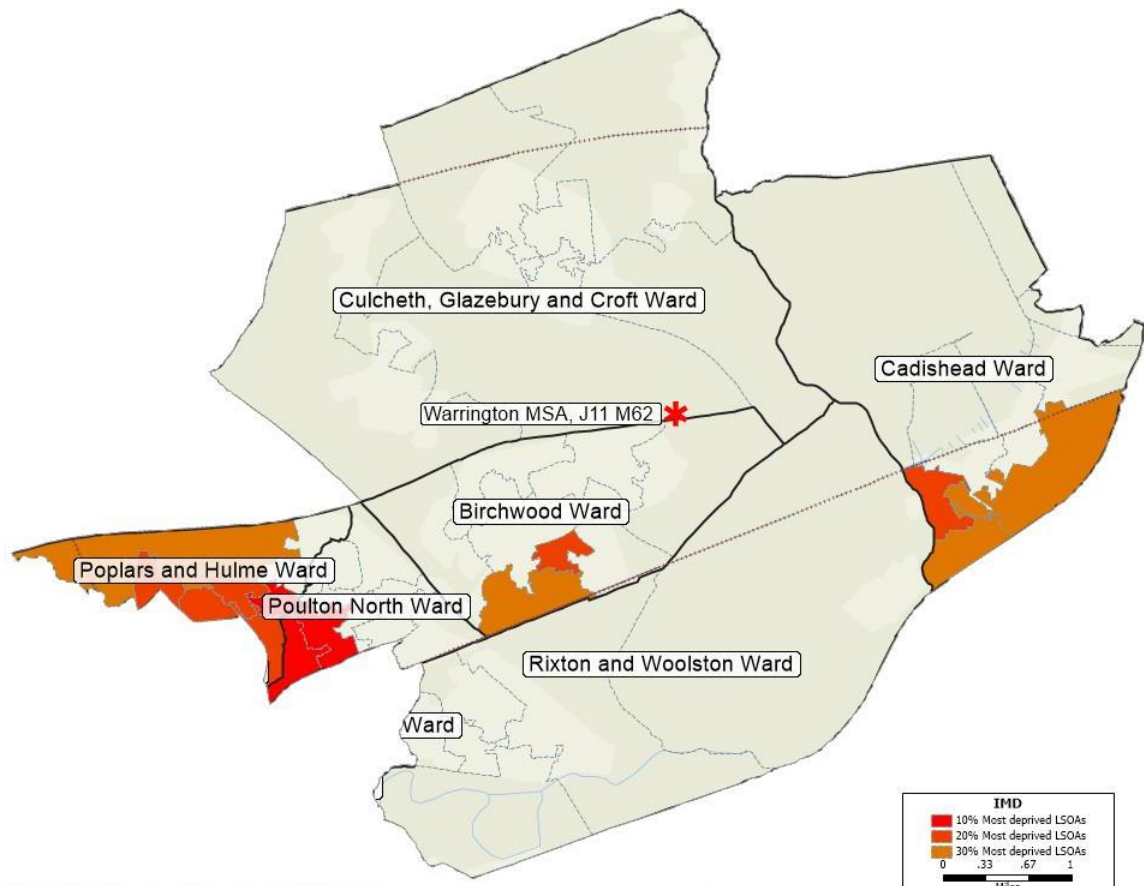 Culcheth, Glazebury and Croft Ward
Cadishead Ward
Warrington MSA, J11 M62
Birchwood Ward
Poplars and Hulme Ward
Poulton North Ward
Rixton and Woolston Ward
Ward
IMD
10% Most deprived LSOAs
20% Most deprived LSOAs
30% Most deprived LSOAs
0 .33 .67 1
Miles